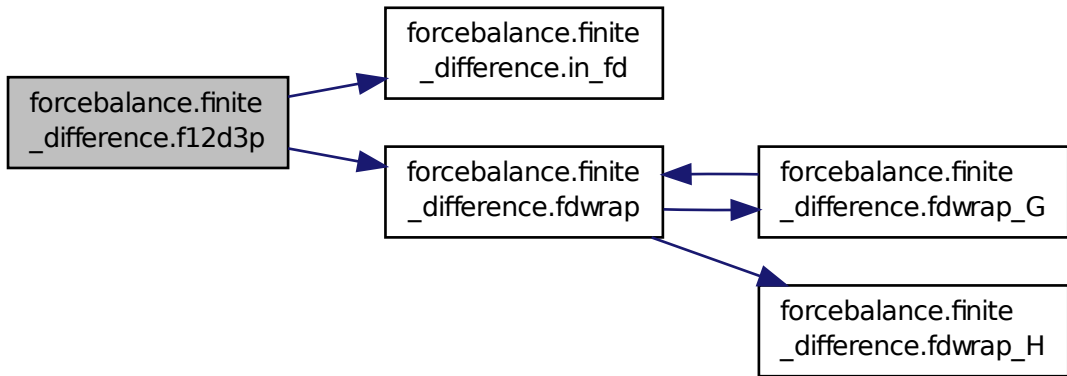 forcebalance.finite
_difference.f12d3p
forcebalance.finite
_difference.in_fd
forcebalance.finite
_difference.fdwrap
forcebalance.finite
_difference.fdwrap_G
forcebalance.finite
_difference.fdwrap_H